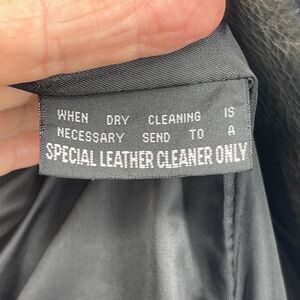 WHEN DRY CLEANING IS
NECESSARY SEND TO A
SPECIAL LEATHER CLEANER ONLY